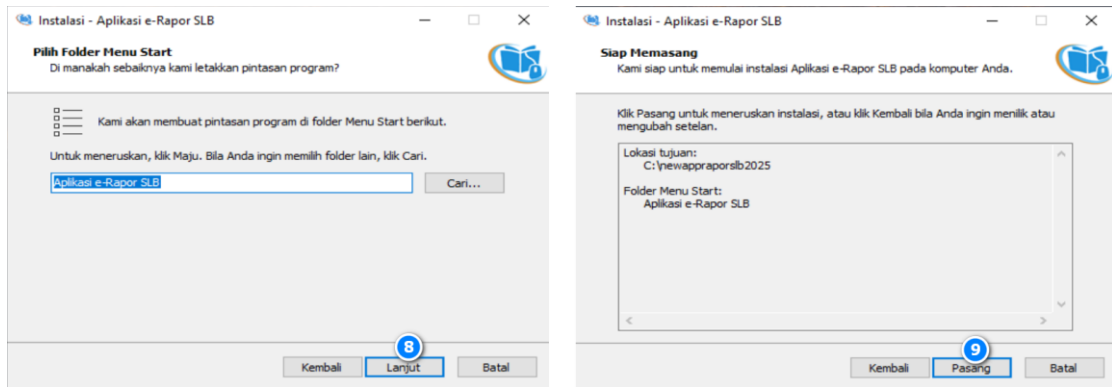 Instalasi - Aplikasi e-Rapor SLB
Pilih Folder Menu Start
Di manakah sebaiknya kami letakkan pintasan program?
Kami akan membuat pintasan program di folder Menu Start berikut.
Untuk meneruskan, klik Maju. Bila Anda ingin memilih folder lain, klik Cari.
Aplikasi e-Rapor SLB
Cari...
8
Kembali
Lanjut
Batal
Instalasi - Aplikasi e-Rapor SLB
Siap Memasang
Kami siap untuk memulai instalasi Aplikasi e-Rapor SLB pada komputer Anda.
Klik Pasang untuk meneruskan instalasi, atau klik Kembali bila Anda ingin menilik atau
mengubah setelan.
Lokasi tujuan:
C:\newappraporslb2025
Folder Menu Start:
Aplikasi e-Rapor SLB
9
Kembali
Pasang
Batal